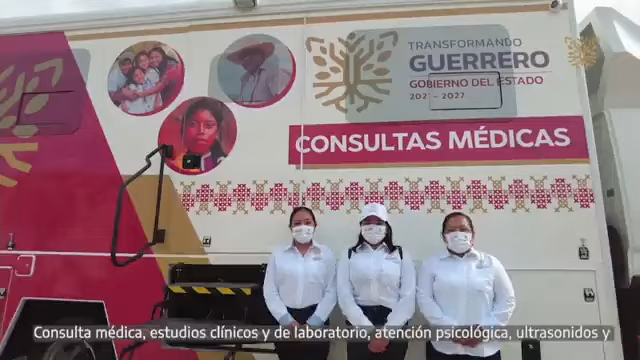 TRANSFORMANDO
GUERRERO
GOBIERNO DEL ESTADO
2021 - 2027
CONSULTAS MÉDICAS
Consulta médica, estudios clínicos y de laboratorio, atención psicológica, ultrasonidos y